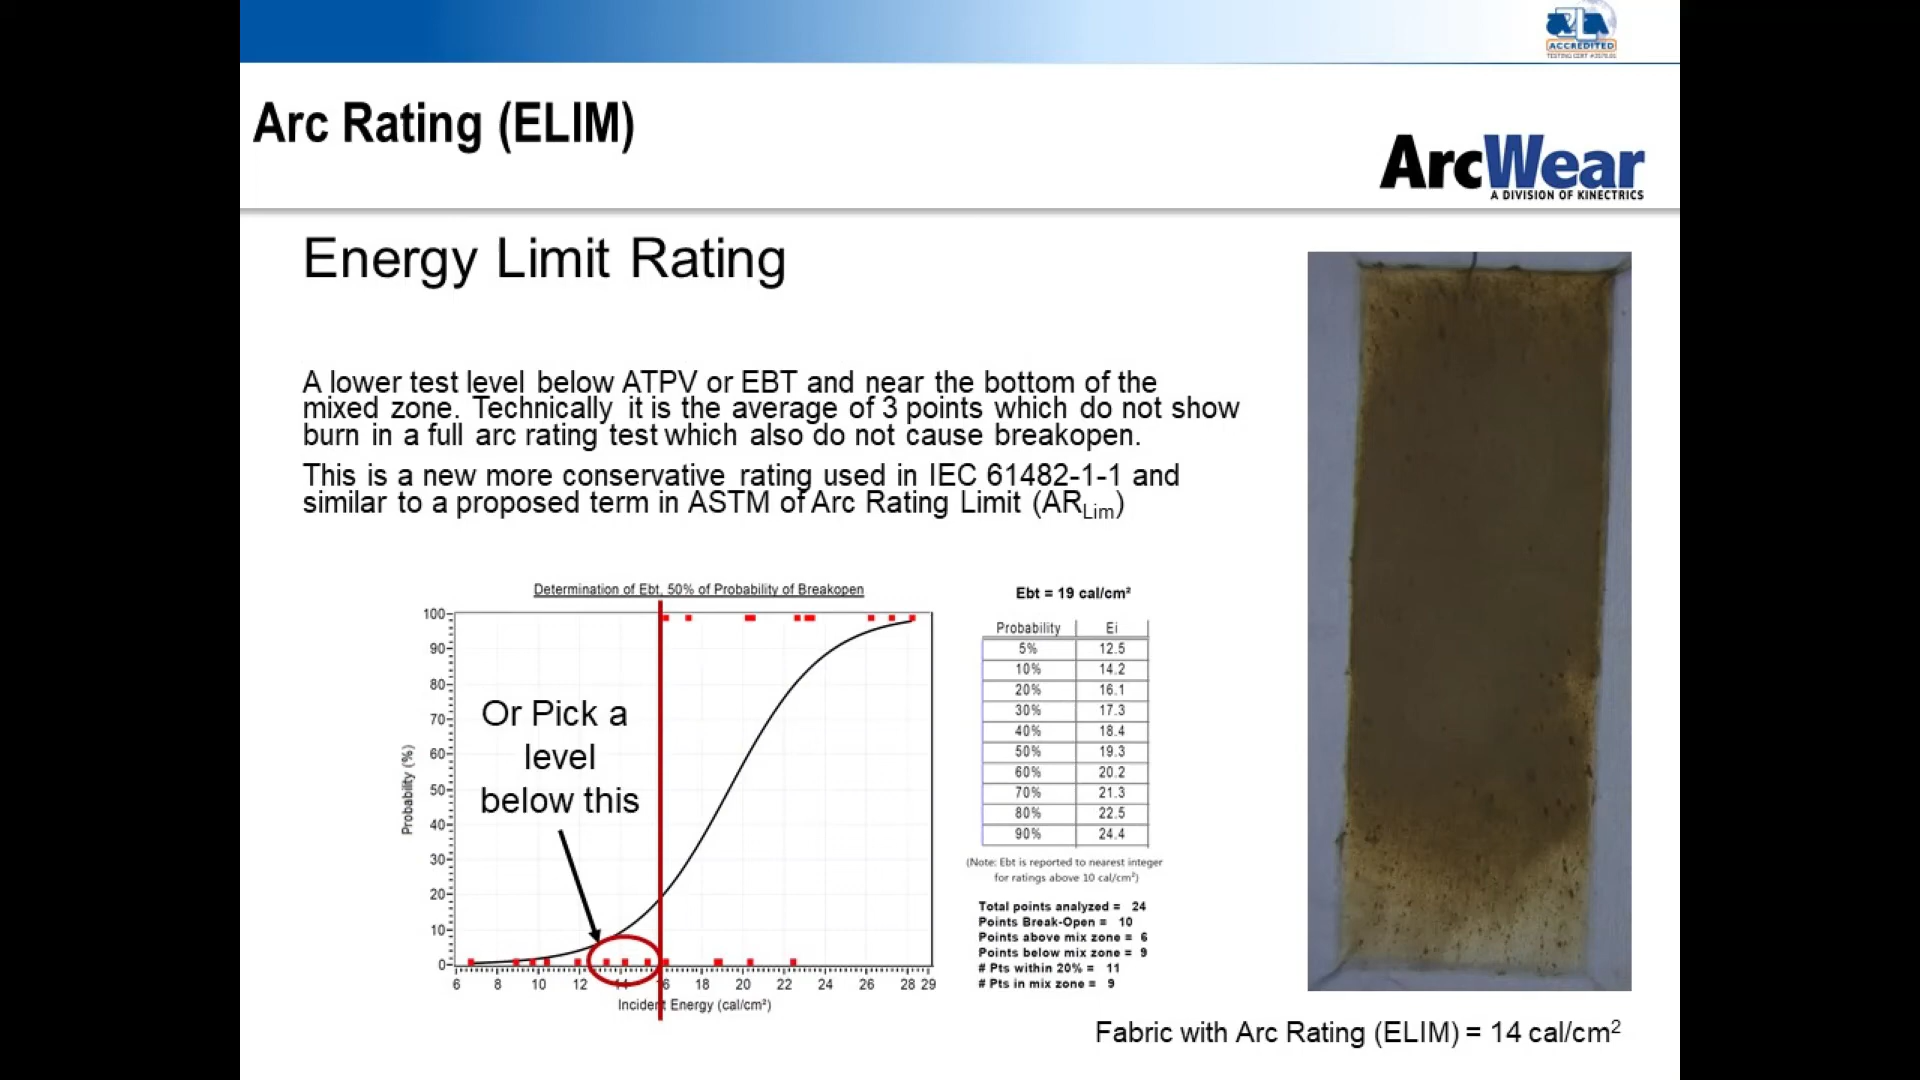 ACCREDITED
Arc Rating (ELIM)
ArcWear
A DIVISION OF KINECTRICS
Energy Limit Rating
A lower test level below ATPV or EBT and near the bottom of the
mixed zone. Technically it is the average of 3 points which do not show
burn in a full arc rating test which also do not cause breakopen.
This is a new more conservative rating used in IEC 61482-1-1 and
similar to a proposed term in ASTM of Arc Rating Limit (ARLim)
Determination of Ebt, 50% of Probability of Breakopen
100
90
80
70
60
50
40
30
20
10
0
Probability (%)
Or Pick a
level
below this
6 8 10 12 14 16 18 20 22 24 26 28 29
Incident Energy (cal/cm²)
Ebt = 19 cal/cm²
Probability Ei
5% 12.5
10% 14.2
20% 16.1
30% 17.3
40% 18.4
50% 19.3
60% 20.2
70% 21.3
80% 22.5
90% 24.4
(Note: Ebt is reported to nearest integer
for ratings above 10 cal/cm²)
Total points analyzed = 24
Points Break-Open = 10
Points above mix zone = 6
Points below mix zone = 9
# Pts within 20% = 11
# Pts in mix zone = 9
Fabric with Arc Rating (ELIM) = 14 cal/cm²